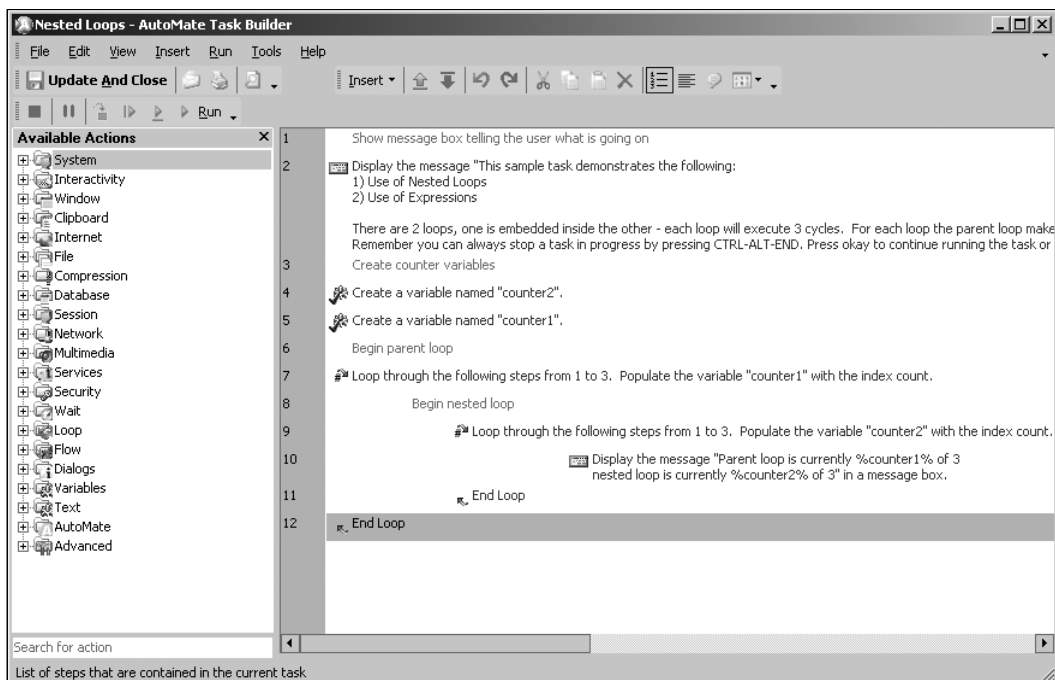 Nested Loops - AutoMate Task Builder
File Edit View Insert Run Tools Help
Update And Close Insert
Run
Available Actions
System
Interactivity
Window
Clipboard
Internet
File
Compression
Database
Session
Network
Multimedia
Services
Security
Wait
Loop
Flow
Dialogs
Variables
Text
AutoMate
Advanced
Search for action
1 Show message box telling the user what is going on
2 Display the message "This sample task demonstrates the following:
1) Use of Nested Loops
2) Use of Expressions
There are 2 loops, one is embedded inside the other - each loop will execute 3 cycles. For each loop the parent loop make
Remember you can always stop a task in progress by pressing CTRL-ALT-END. Press okay to continue running the task or
3 Create counter variables
4 Create a variable named "counter2".
5 Create a variable named "counter1".
6 Begin parent loop
7 Loop through the following steps from 1 to 3. Populate the variable "counter1" with the index count.
8 Begin nested loop
9 Loop through the following steps from 1 to 3. Populate the variable "counter2" with the index count.
10 Display the message "Parent loop is currently %counter1% of 3
nested loop is currently %counter2% of 3" in a message box.
11 End Loop
12 End Loop
List of steps that are contained in the current task